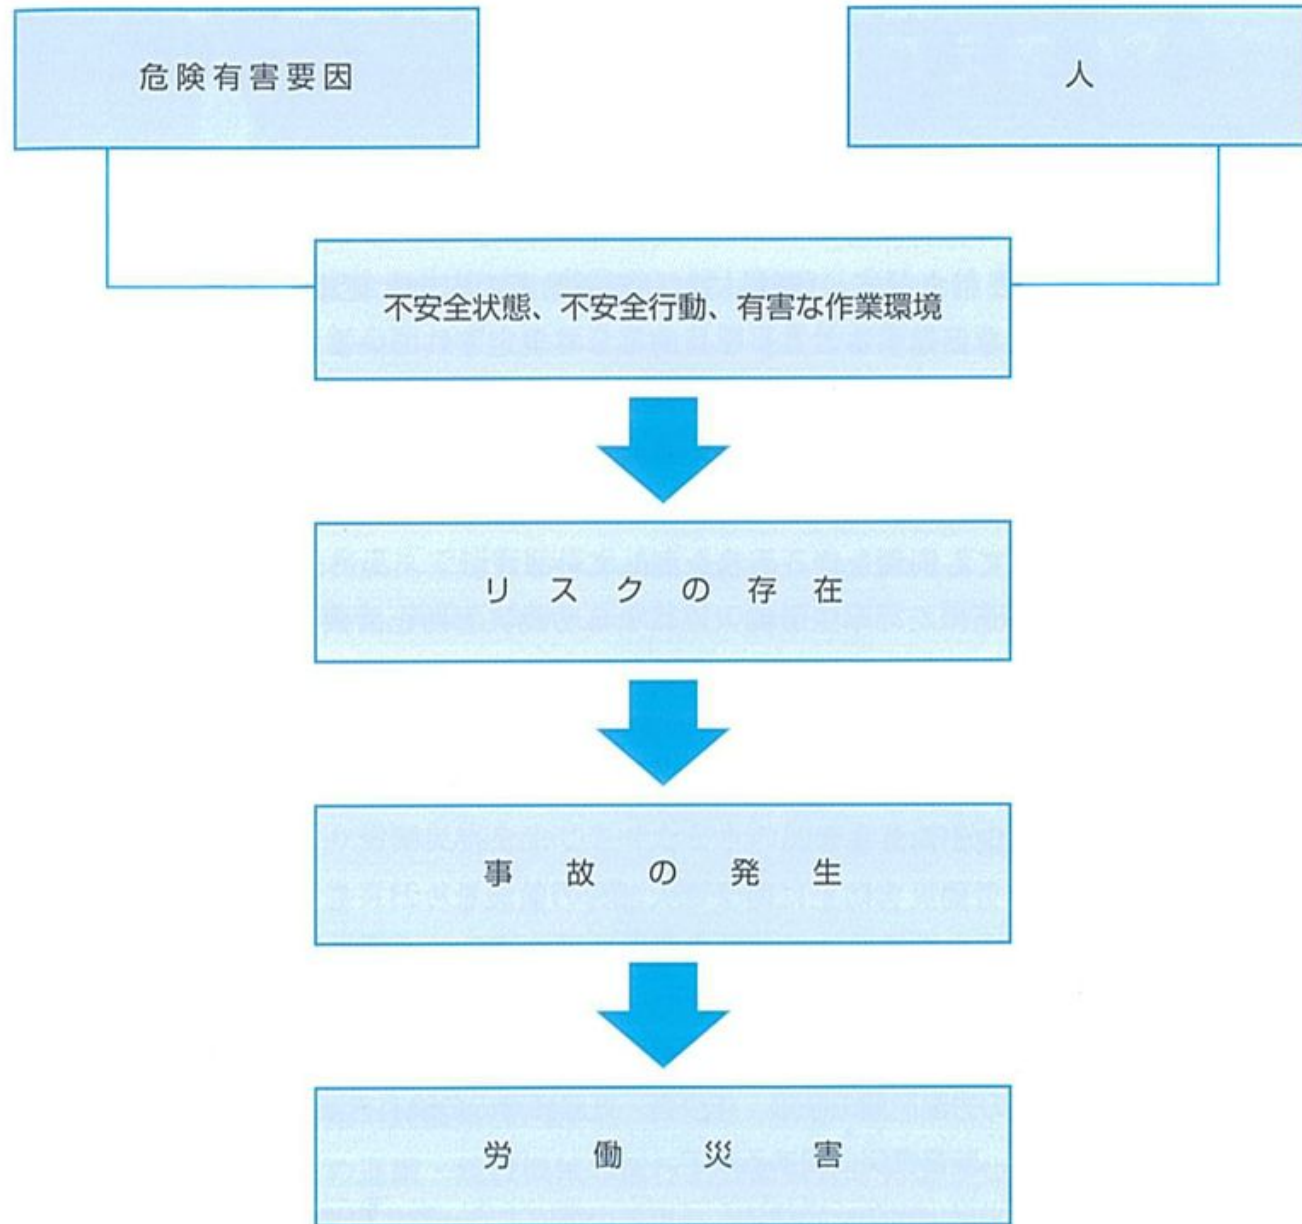 危険有害要因
人
不安全状態、不安全行動、有害な作業環境
リスクの存在
事故の発生
労働災害